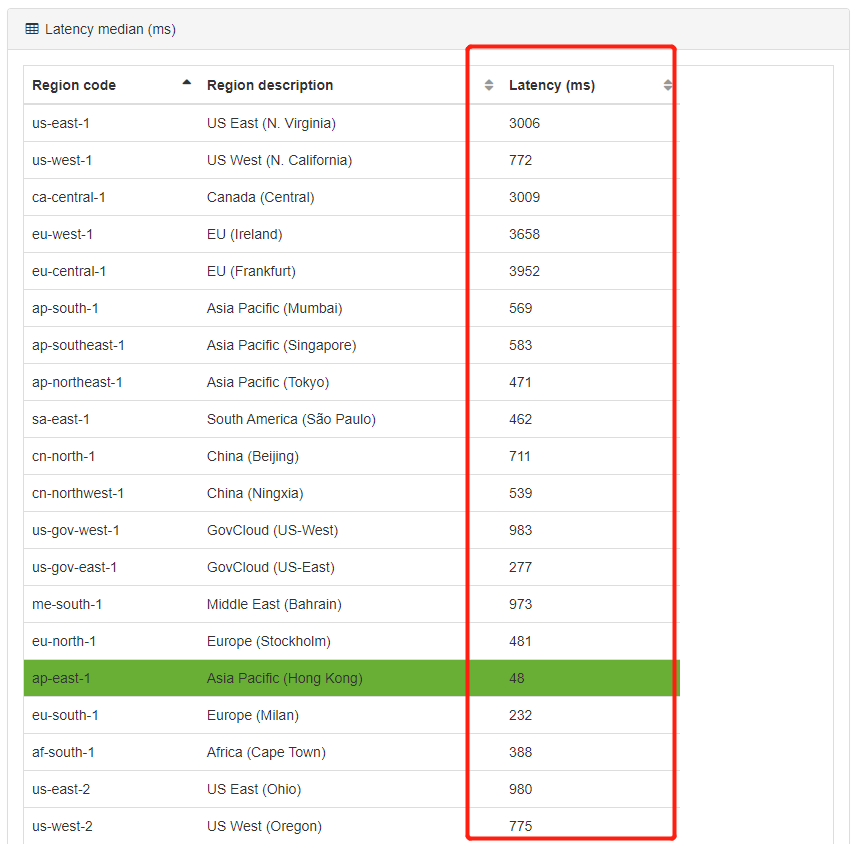 Latency median (ms)
Region code Region description Latency (ms)
us-east-1 US East (N. Virginia) 3006
us-west-1 US West (N. California) 772
ca-central-1 Canada (Central) 3009
eu-west-1 EU (Ireland) 3658
eu-central-1 EU (Frankfurt) 3952
ap-south-1 Asia Pacific (Mumbai) 569
ap-southeast-1 Asia Pacific (Singapore) 583
ap-northeast-1 Asia Pacific (Tokyo) 471
sa-east-1 South America (São Paulo) 462
cn-north-1 China (Beijing) 711
cn-northwest-1 China (Ningxia) 539
us-gov-west-1 GovCloud (US-West) 983
us-gov-east-1 GovCloud (US-East) 277
me-south-1 Middle East (Bahrain) 973
eu-north-1 Europe (Stockholm) 481
ap-east-1 Asia Pacific (Hong Kong) 48
eu-south-1 Europe (Milan) 232
af-south-1 Africa (Cape Town) 388
us-east-2 US East (Ohio) 980
us-west-2 US West (Oregon) 775